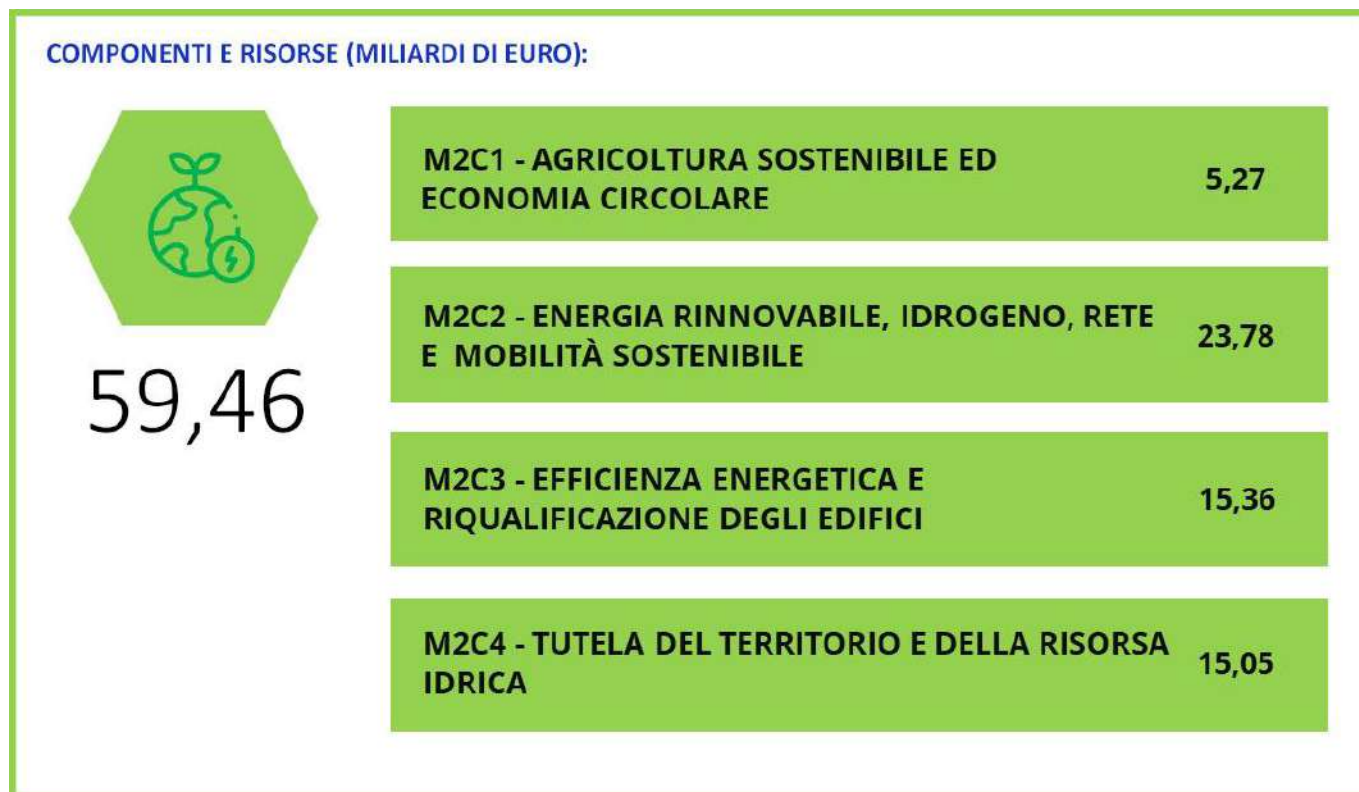 COMPONENTI E RISORSE (MILIARDI DI EURO):
59,46
M2C1 - AGRICOLTURA SOSTENIBILE ED
ECONOMIA CIRCOLARE
5,27
M2C2 - ENERGIA RINNOVABILE, IDROGENO, RETE
E MOBILITÀ SOSTENIBILE
23,78
M2C3 - EFFICIENZA ENERGETICA E
RIQUALIFICAZIONE DEGLI EDIFICI
15,36
M2C4 - TUTELA DEL TERRITORIO E DELLA RISORSA
IDRICA
15,05